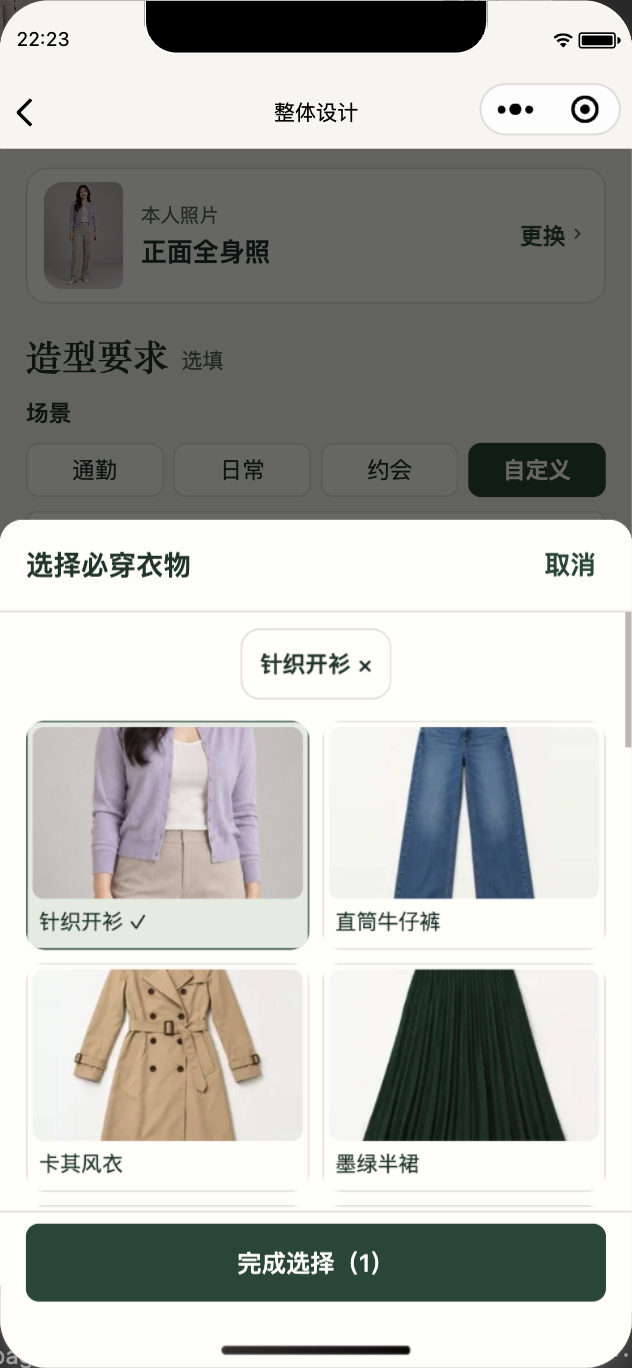 22:23
整体设计
本人照片
正面全身照
更换 ›
造型要求 选填
场景
通勤 日常 约会 自定义
选择必穿衣物 取消
针织开衫 ×
针织开衫 ✓ 直筒牛仔裤
卡其风衣 墨绿半裙
完成选择（1）